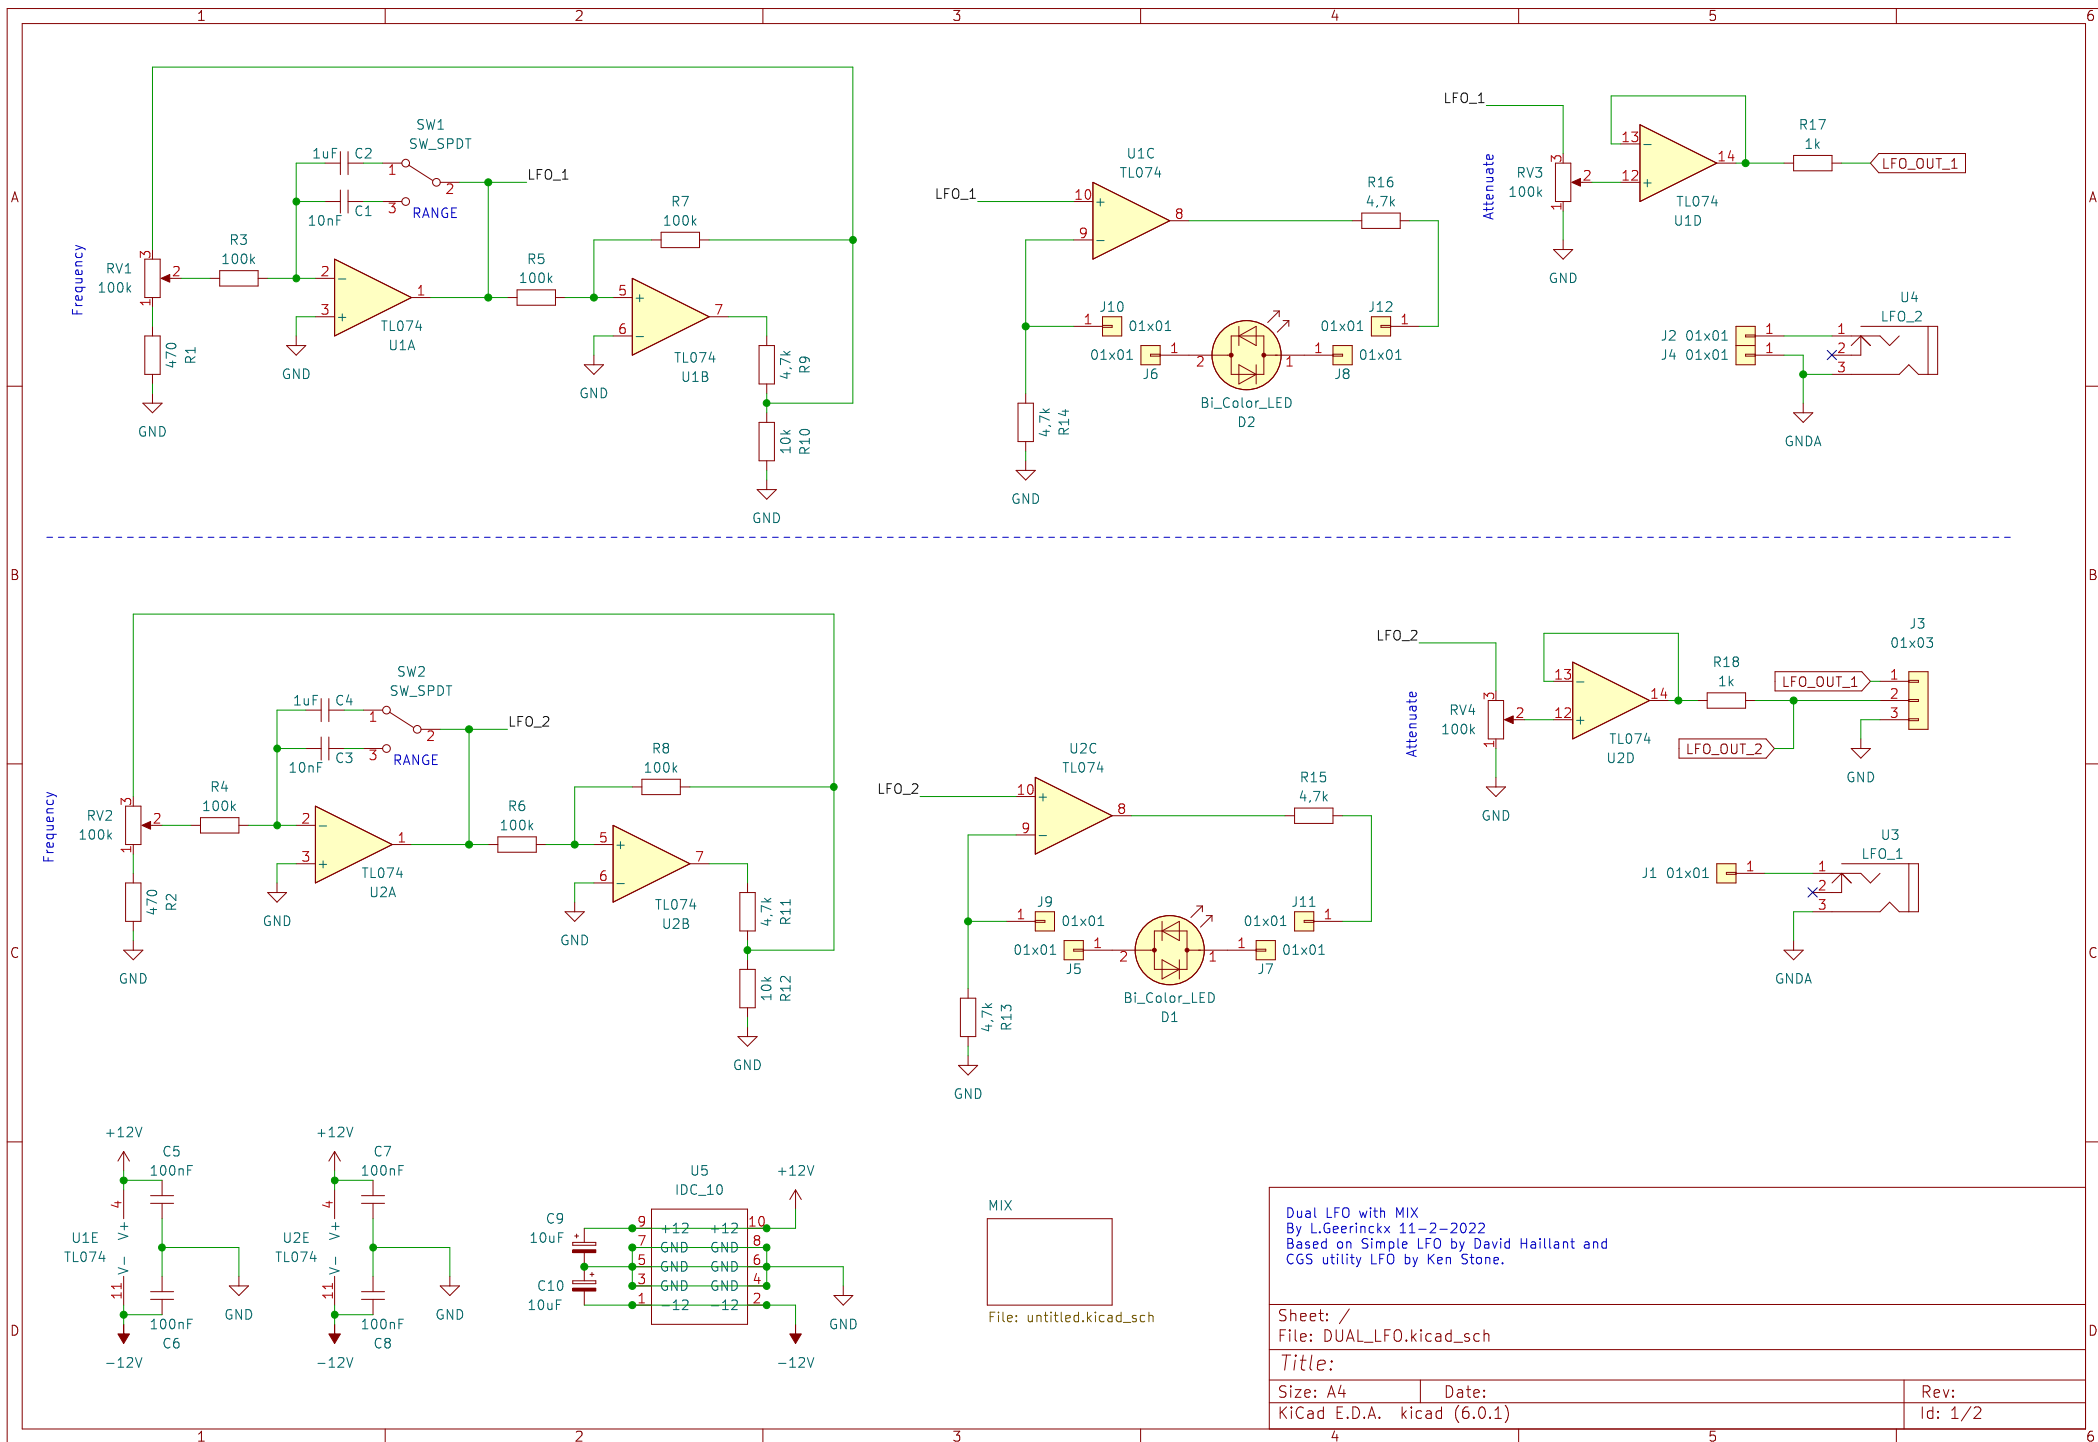 1 2 3 4 5 6
A
B
C
D
A
B
C
D
1 2 3 4 5 6
SW1
SW_SPDT
1uF C2
1
2
LFO_1
10nF C1
3
RANGE
Frequency
RV1
100k
3
2
1
R3
100k
470
R1
GND
2
3
1
−
+
TL074
U1A
GND
R5
100k
R7
100k
5
6
7
+
−
TL074
U1B
GND
4,7k
R9
10k
R10
GND
LFO_1
U1C
TL074
10
9
8
+
−
R16
4,7k
J10
1
01x01
J12
01x01
1
01x01
1
J6
2
1
1
01x01
J8
Bi_Color_LED
D2
4,7k
R14
GND
LFO_1
Attenuate
RV3
100k
3
2
1
GND
13
12
14
−
+
TL074
U1D
R17
1k
LFO_OUT_1
U4
LFO_2
J2 01x01
1
1
J4 01x01
1
2
3
GNDA
SW2
SW_SPDT
1uF C4
1
2
LFO_2
10nF C3
3
RANGE
Frequency
RV2
100k
3
2
1
R4
100k
470
R2
GND
2
3
1
−
+
TL074
U2A
GND
R6
100k
R8
100k
5
6
7
+
−
TL074
U2B
GND
4,7k
R11
10k
R12
GND
LFO_2
U2C
TL074
10
9
8
+
−
R15
4,7k
J9
1
01x01
J11
01x01
1
01x01
1
J5
2
1
1
01x01
J7
Bi_Color_LED
D1
4,7k
R13
GND
LFO_2
Attenuate
RV4
100k
3
2
1
GND
13
12
14
−
+
TL074
U2D
R18
1k
J3
01x03
LFO_OUT_1
1
2
3
LFO_OUT_2
GND
U3
LFO_1
J1 01x01
1
1
2
3
GNDA
+12V
C5
100nF
4
V+
U1E
TL074
V−
11
GND
100nF
C6
−12V
+12V
C7
100nF
4
V+
U2E
TL074
V−
11
GND
100nF
C8
−12V
U5
IDC_10
+12V
C9
10uF
+
C10
10uF
+
9 +12 +12 10
7 GND GND 8
5 GND GND 6
3 GND GND 4
1 −12 −12 2
GND
−12V
MIX
File: untitled.kicad_sch
Dual LFO with MIX
By L.Geerinckx 11-2-2022
Based on Simple LFO by David Haillant and
CGS utility LFO by Ken Stone.
Sheet: /
File: DUAL_LFO.kicad_sch
Title:
Size: A4 Date: Rev:
KiCad E.D.A. kicad (6.0.1) Id: 1/2